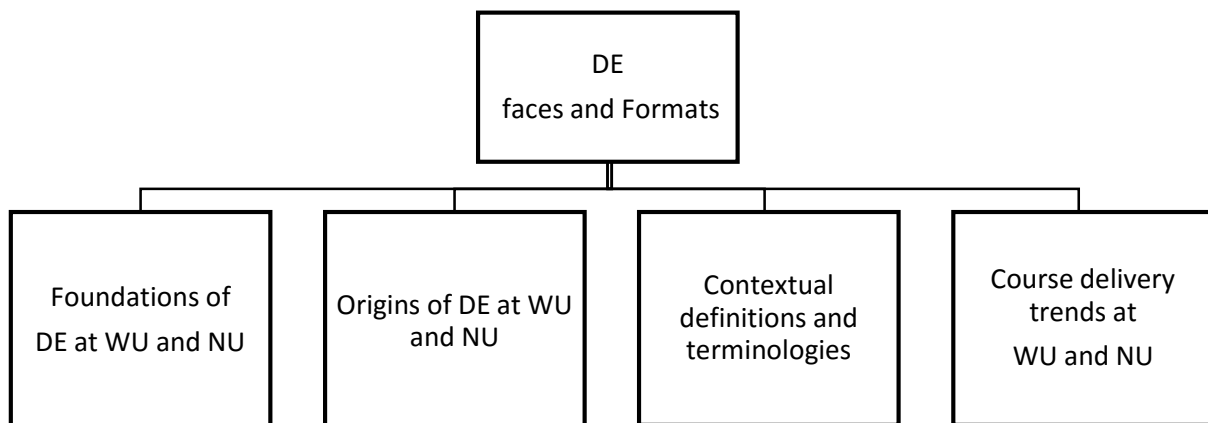 DE
faces and Formats
Foundations of
DE at WU and NU
Origins of DE at WU
and NU
Contextual
definitions and
terminologies
Course delivery
trends at
WU and NU